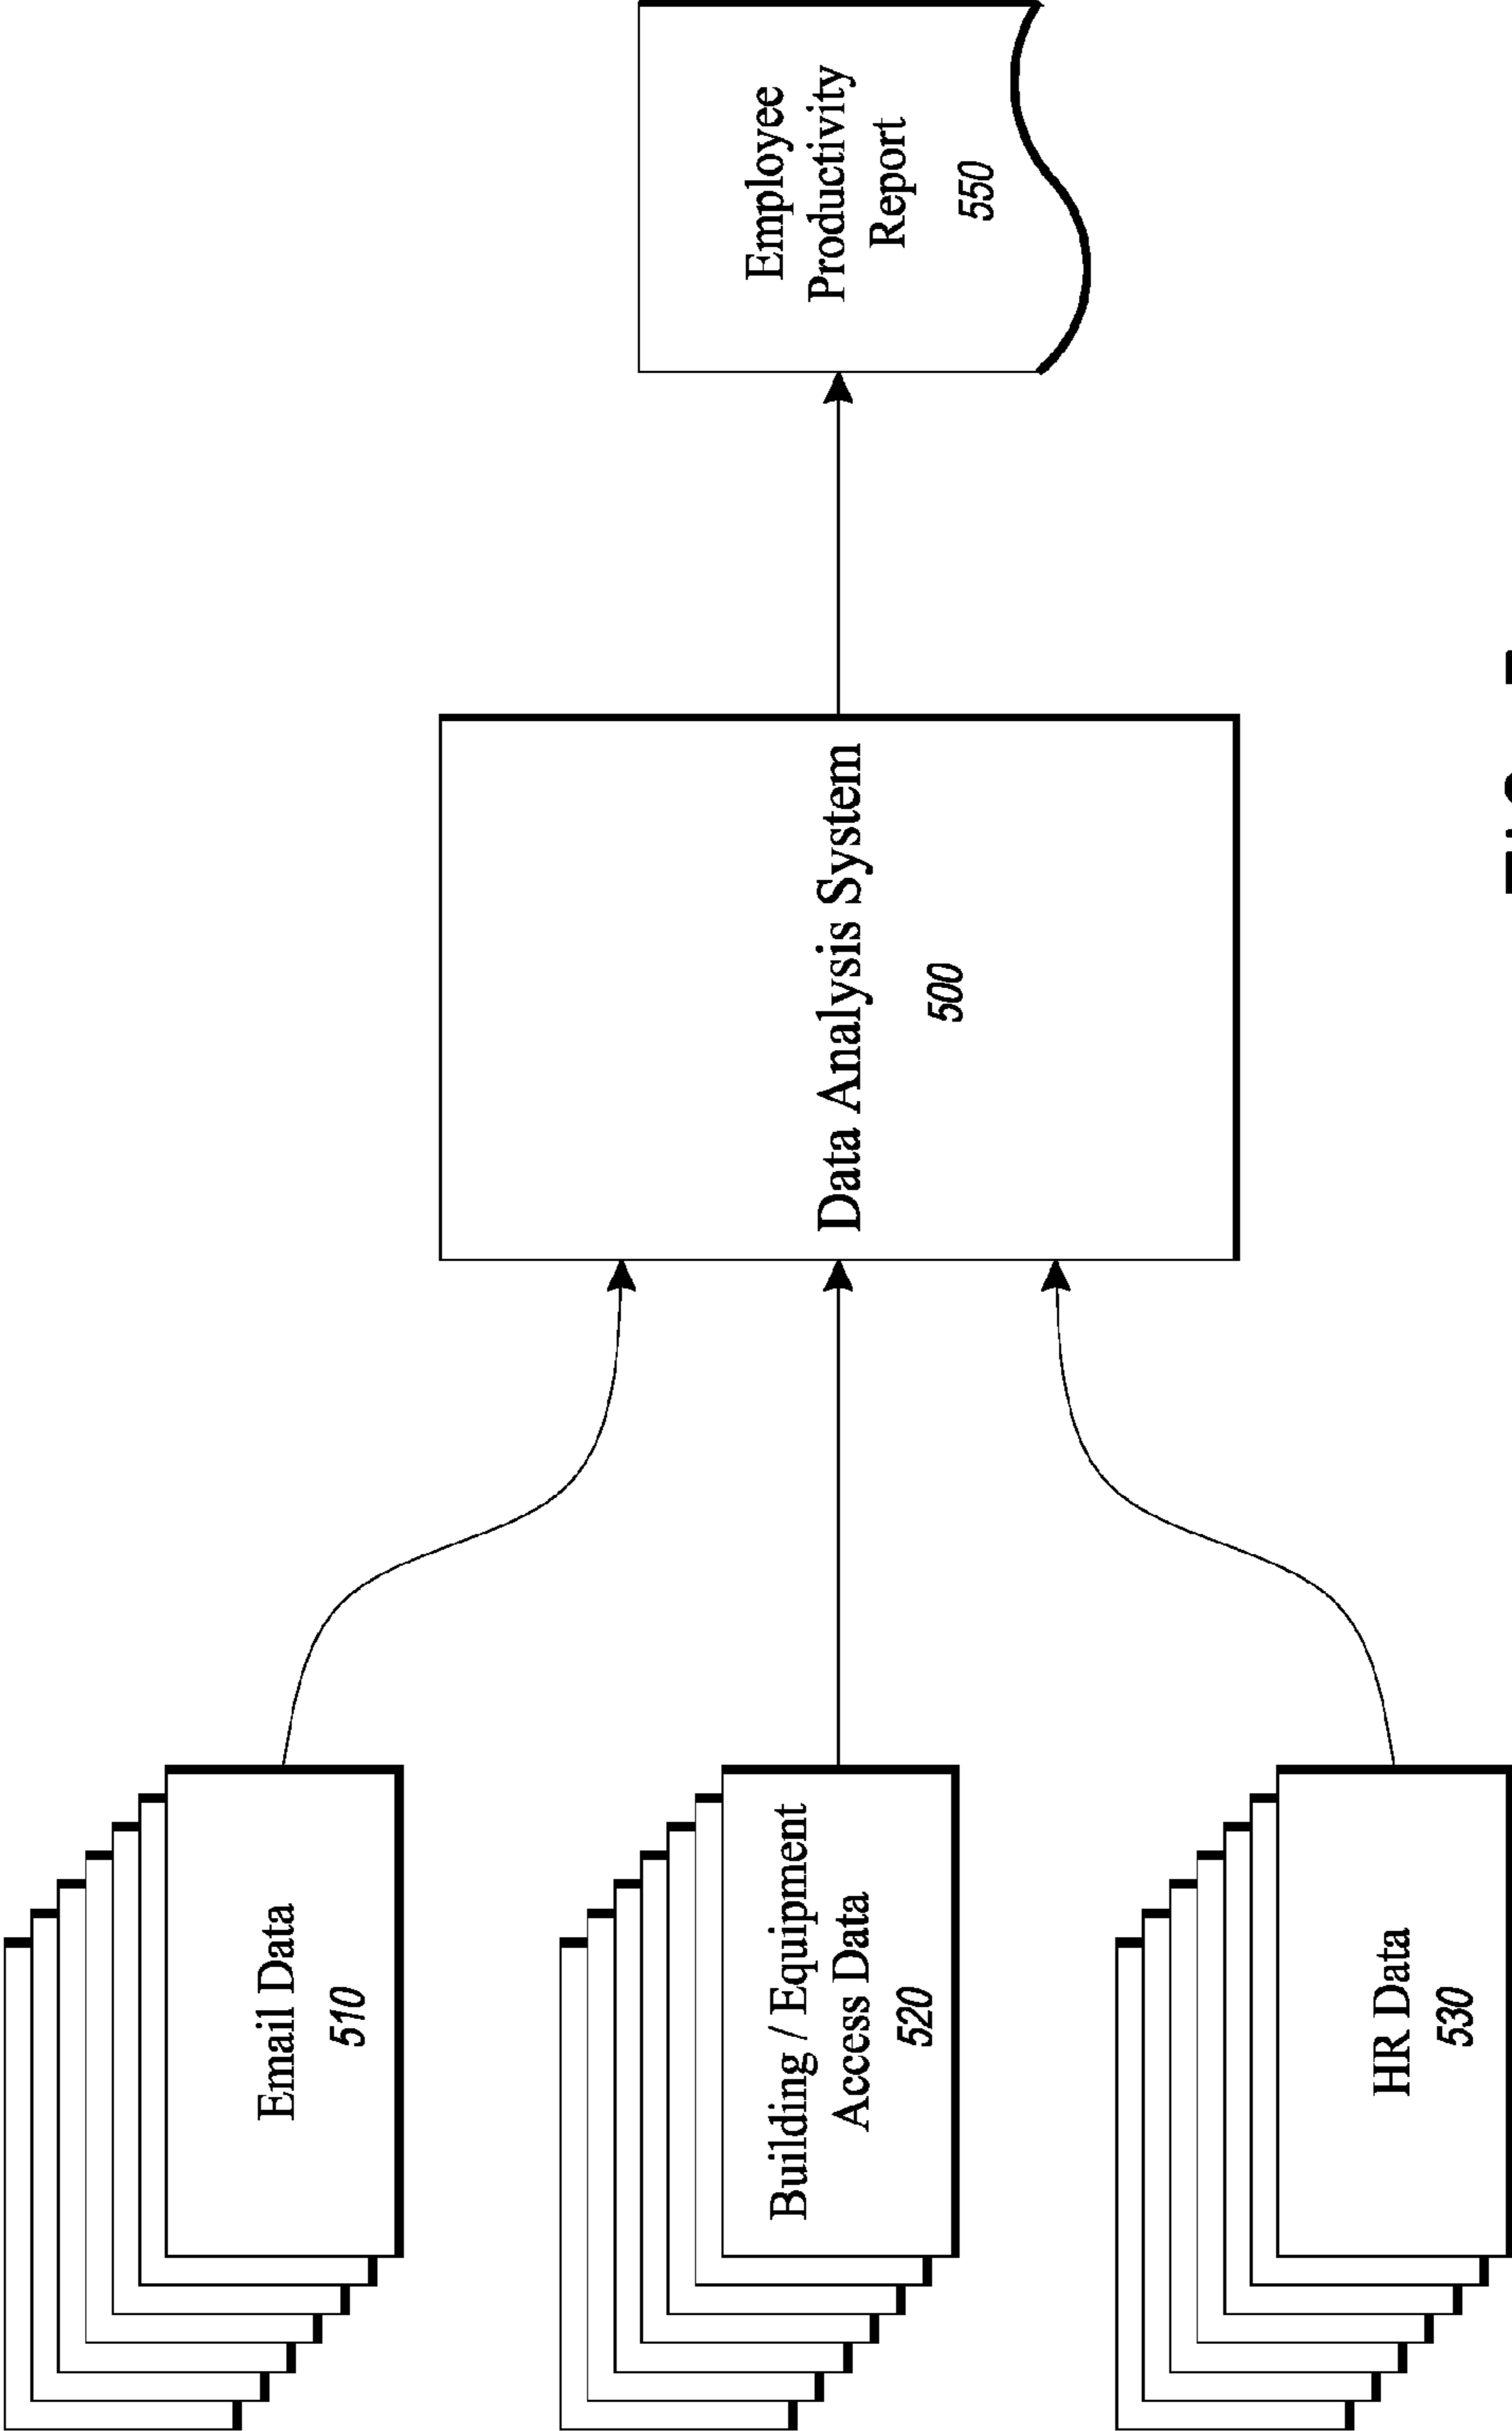 Email Data
510
Building / Equipment
Access Data
520
HR Data
530
Data Analysis System
500
Employee
Productivity
Report
550